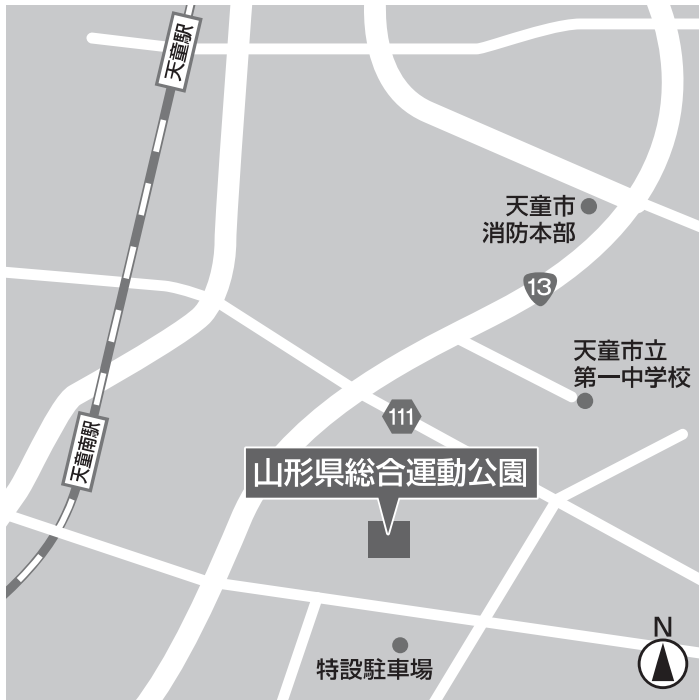 天童駅
天童市
消防本部
13
天童市立
第一中学校
111
天童南駅
山形県総合運動公園
特設駐車場
N